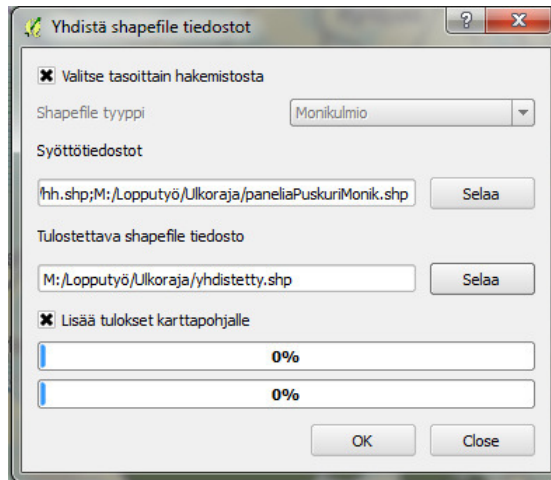 Yhdistä shapefile tiedostot
Valitse tasoittain hakemistosta
Shapefile tyyppi
Monikulmio
Syöttötiedostot
hh.shp;M:/Lopputyö/Ulkoraja/paneliaPuskuriMonik.shp
Selaa
Tulostettava shapefile tiedosto
M:/Lopputyö/Ulkoraja/yhdistetty.shp
Selaa
Lisää tulokset karttapohjalle
0%
0%
OK
Close